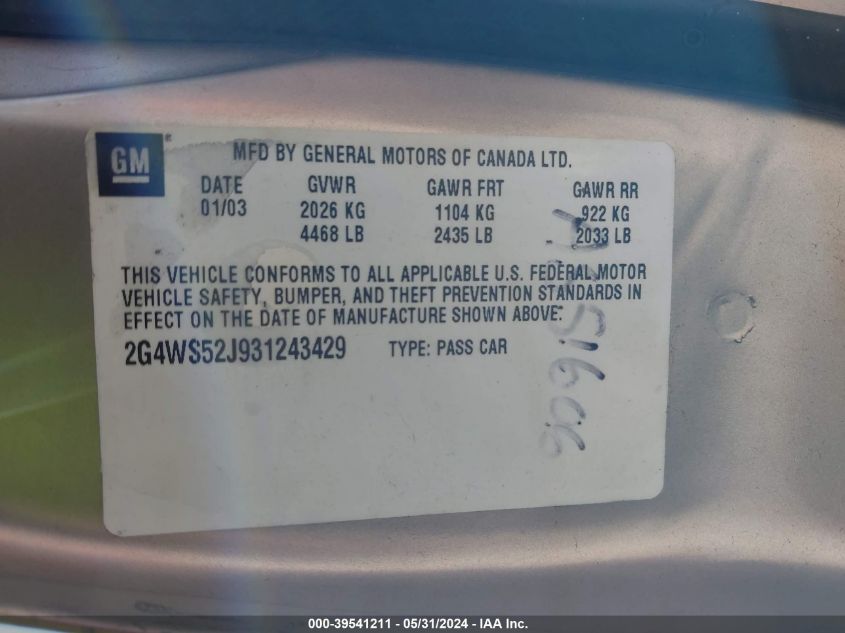 GM
MFD BY GENERAL MOTORS OF CANADA LTD.
DATE GVWR GAWR FRT GAWR RR
01/03 2026 KG 1104 KG 922 KG
4468 LB 2435 LB 2033 LB
THIS VEHICLE CONFORMS TO ALL APPLICABLE U.S. FEDERAL MOTOR
VEHICLE SAFETY, BUMPER, AND THEFT PREVENTION STANDARDS IN
EFFECT ON THE DATE OF MANUFACTURE SHOWN ABOVE:
2G4WS52J931243429 TYPE: PASS CAR
000-39541211 - 05/31/2024 - IAA Inc.